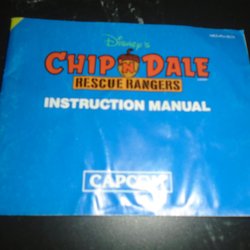 Disney's
CHIP 'N DALE
RESCUE RANGERS
INSTRUCTION MANUAL
CAPCOM